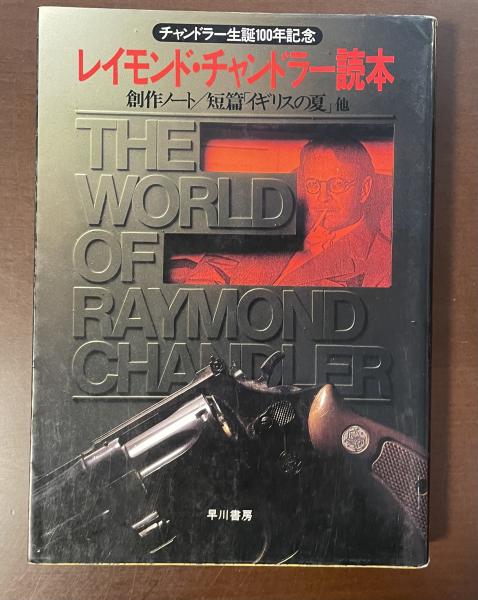 チャンドラー生誕100年記念
レイモンド・チャンドラー読本
創作ノート/短篇「イギリスの夏」他
THE
WORLD
OF
RAYMOND
CHANDLER
早川書房